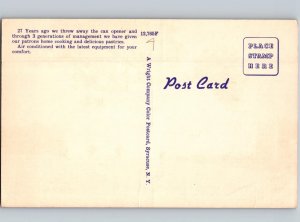 27 Years ago we threw away the can opener and
through 3 generations of management we have given
our patrons home cooking and delicious pastries.
Air conditioned with the latest equipment for your
comfort.
12,785F
A Wright Company Color Postcard, Syracuse, N. Y.
Post Card
PLACE
STAMP
HERE